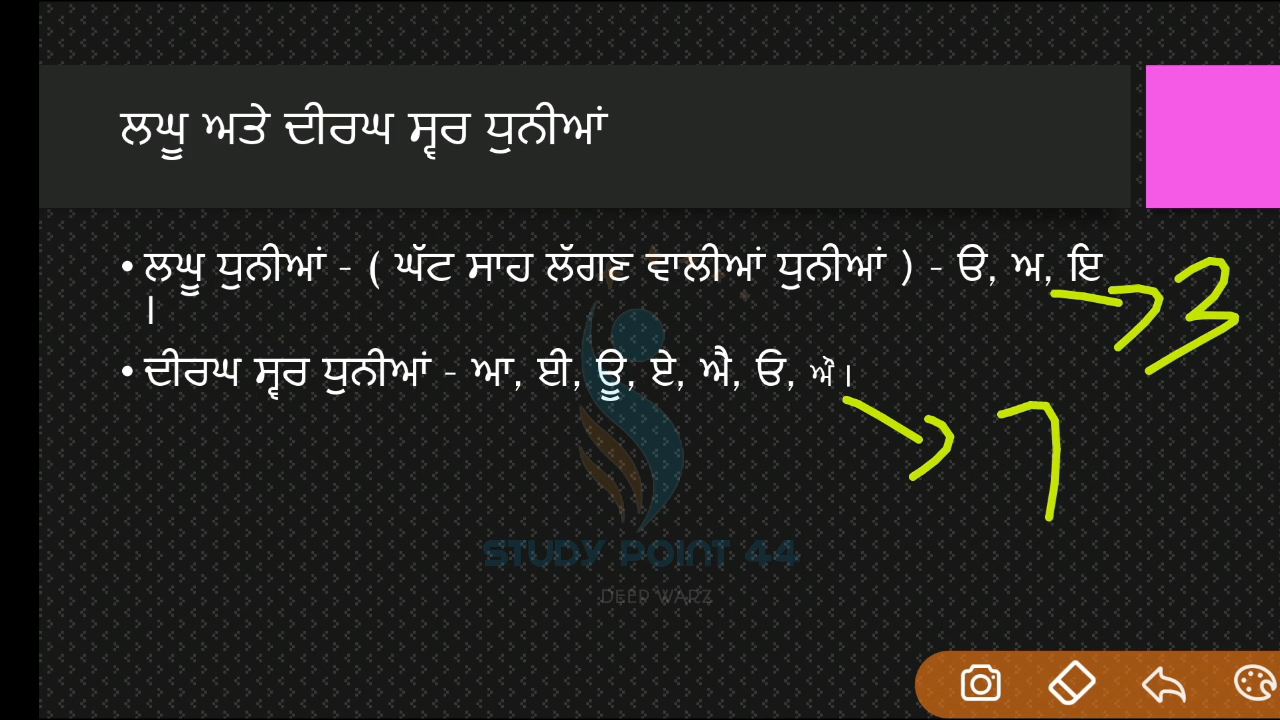 ਲਘੂ ਅਤੇ ਦੀਰਘ ਸ੍ਵਰ ਧੁਨੀਆਂ
• ਲਘੂ ਧੁਨੀਆਂ - ( ਘੱਟ ਸਾਹ ਲੱਗਣ ਵਾਲੀਆਂ ਧੁਨੀਆਂ ) - ੳ, ਅ, ਇ
।
3
• ਦੀਰਘ ਸ੍ਵਰ ਧੁਨੀਆਂ - ਆ, ਈ, ਊ, ਏ, ਐ, ਓ, ਔ ।
7
STUDY POINT 44
DEEP WARZ